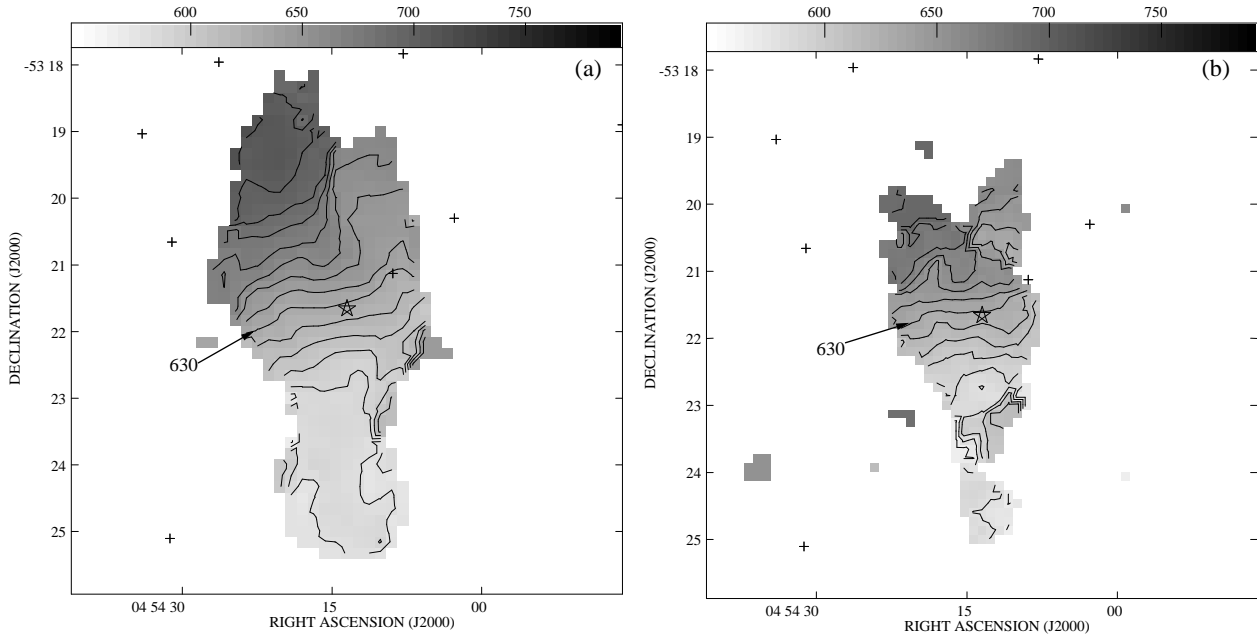 600 650 700 750
(a)
-53 18
19
20
21
22
23
24
25
DECLINATION (J2000)
630
04 54 30 15 00
RIGHT ASCENSION (J2000)
600 650 700 750
(b)
-53 18
19
20
21
22
23
24
25
DECLINATION (J2000)
630
04 54 30 15 00
RIGHT ASCENSION (J2000)